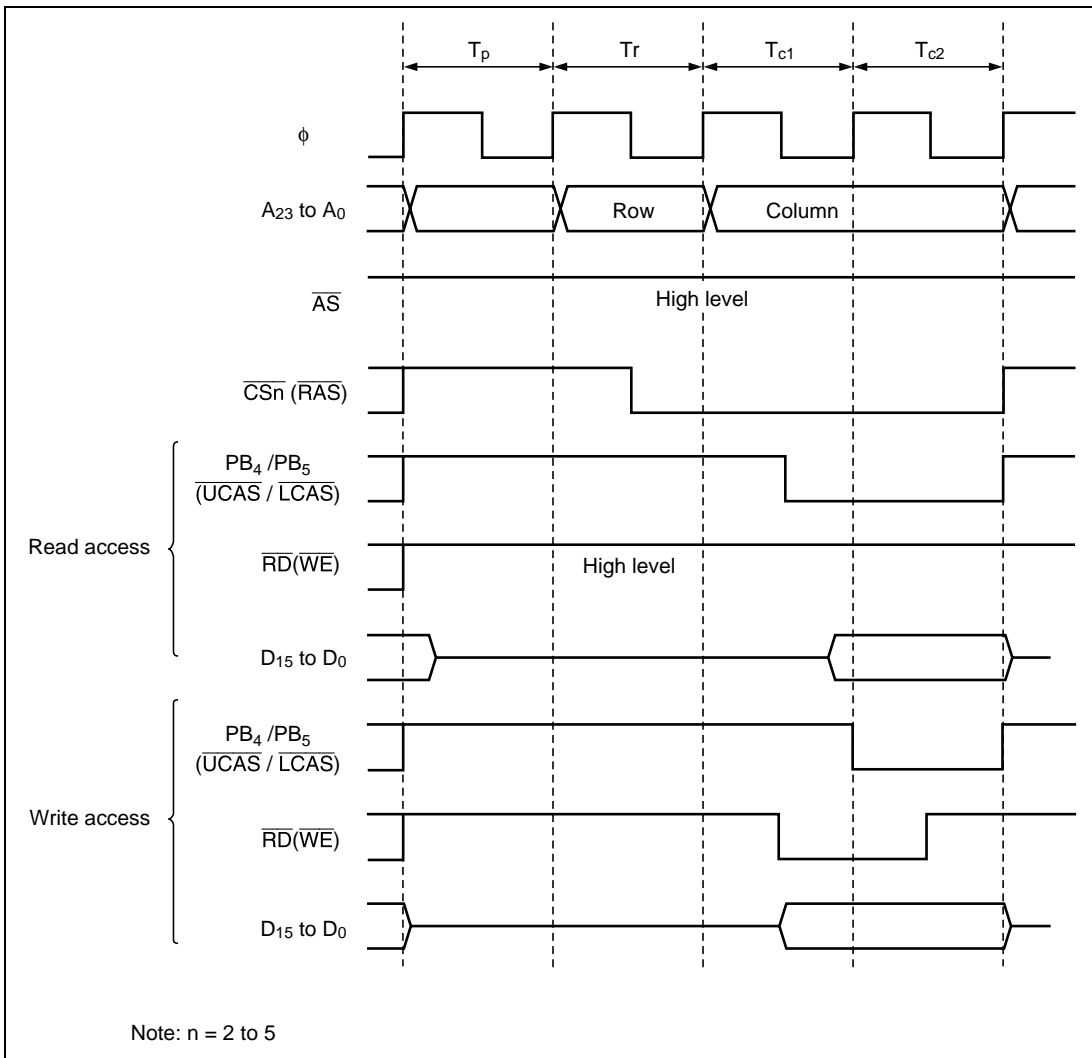 Tp Tr Tc1 Tc2
φ
A23 to A0 Row Column
AS High level
CSn (RAS)
PB4 /PB5
(UCAS / LCAS)
Read access
RD(WE) High level
D15 to D0
PB4 /PB5
(UCAS / LCAS)
Write access
RD(WE)
D15 to D0
Note: n = 2 to 5